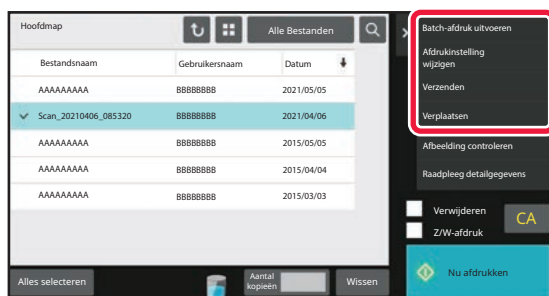 Hoofdmap
Alle Bestanden
Bestandsnaam Gebruikersnaam Datum
AAAAAAAAA BBBBBBBB 2021/05/05
Scan_20210406_085320 BBBBBBBB 2021/04/06
AAAAAAAAA BBBBBBBB 2015/05/05
AAAAAAAAA BBBBBBBB 2015/04/04
AAAAAAAAA BBBBBBBB 2015/03/03
Alles selecteren
Aantal
kopieën
Wissen
Batch-afdruk uitvoeren
Afdrukinstelling
wijzigen
Verzenden
Verplaatsen
Afbeelding controleren
Raadpleeg detailgegevens
Verwijderen
Z/W-afdruk
CA
Nu afdrukken